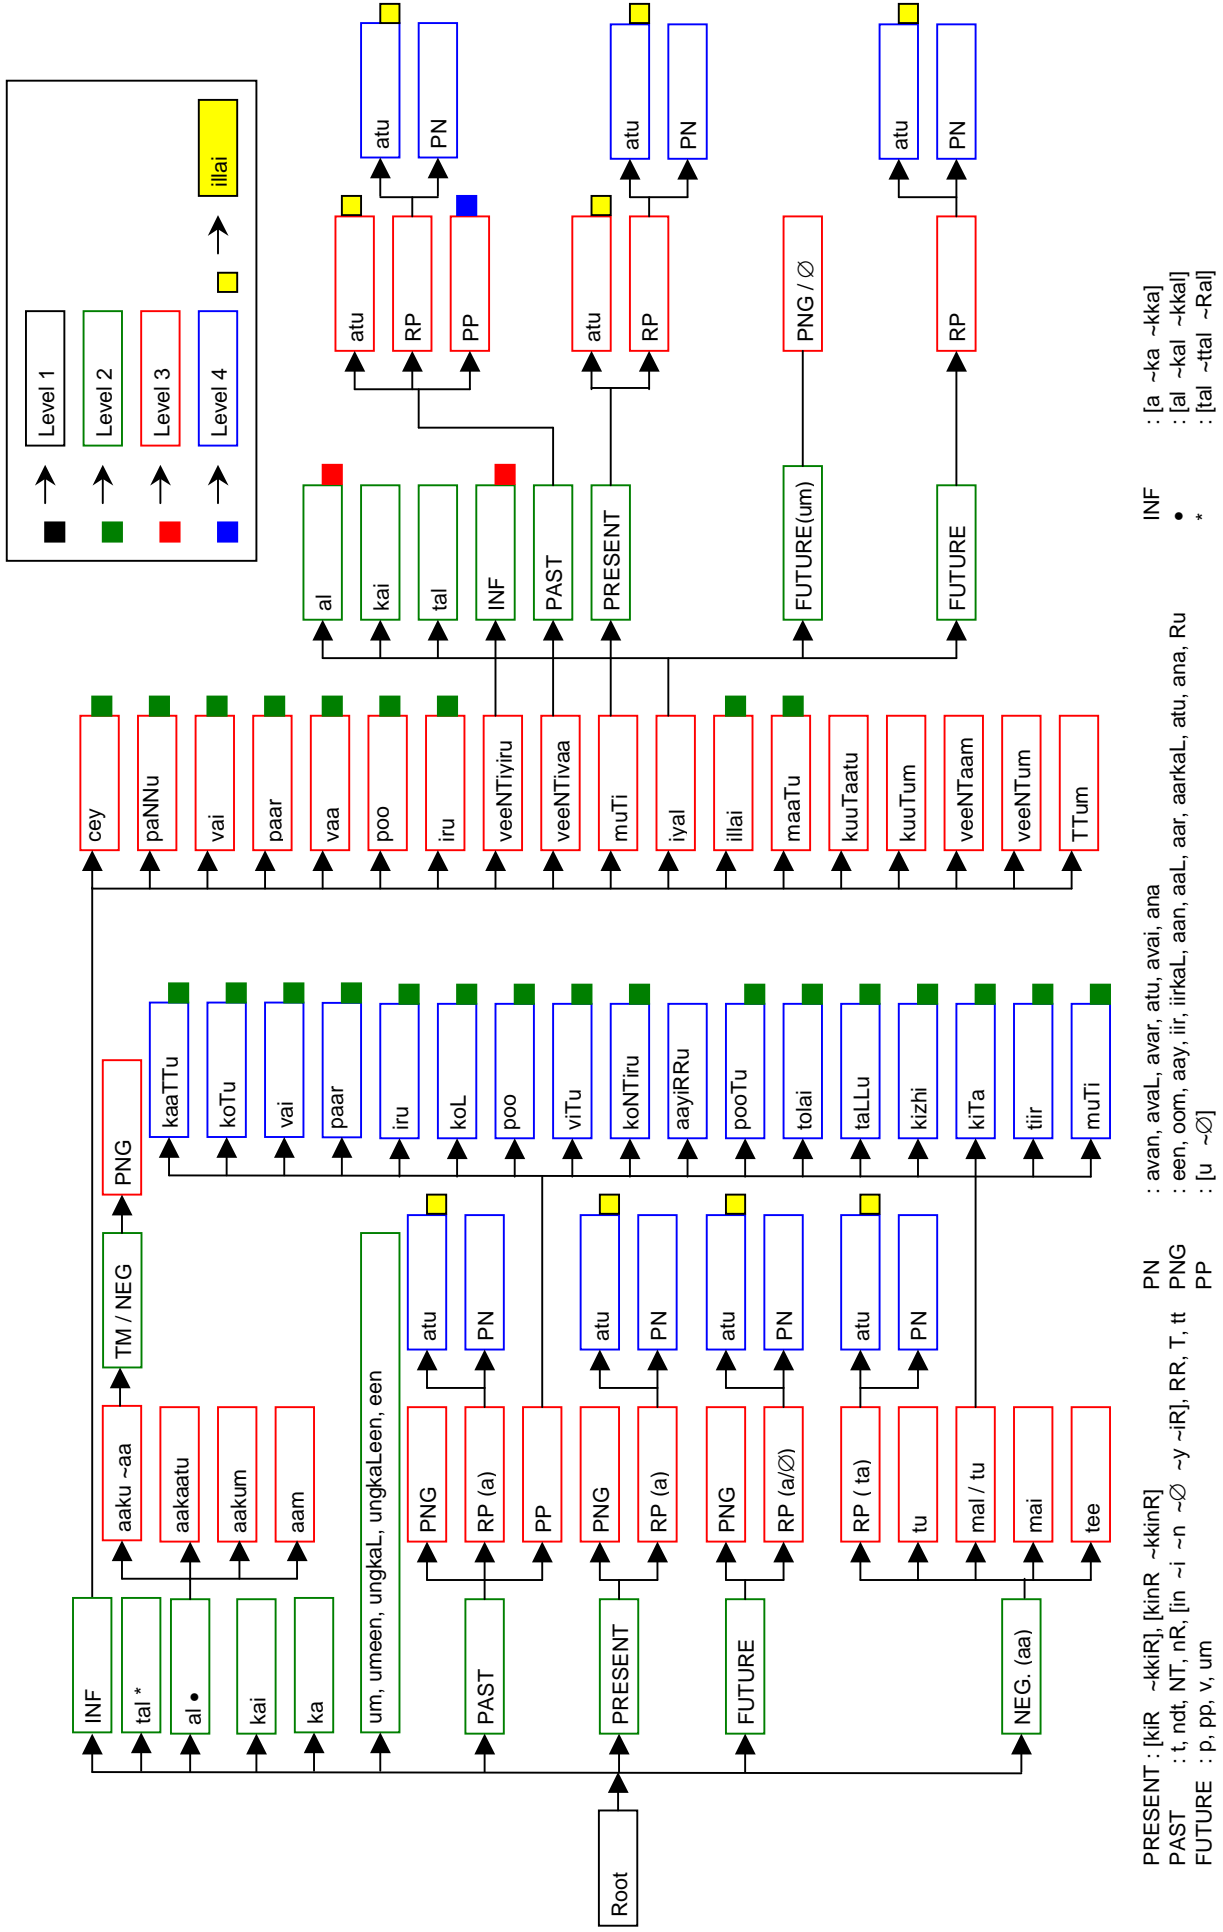 Level 1
Level 2
Level 3
Level 4
illai
Root
INF
tal *
al •
kai
ka
um, umeen, ungkaL, ungkaLeen, een
PAST
PRESENT
FUTURE
NEG. (aa)
aaku ~aa
aakaatu
aakum
aam
TM / NEG
PNG
PNG
RP (a)
PP
atu
PN
PNG
RP (a)
atu
PN
PNG
RP (a/∅)
atu
PN
RP ( ta)
tu
mal / tu
mai
tee
atu
PN
kaaTTu
koTu
vai
paar
iru
koL
poo
viTu
koNTiru
aayiRRu
pooTu
tolai
taLLu
kizhi
kiTa
tiir
muTi
cey
paNNu
vai
paar
vaa
poo
iru
veeNTiyiru
veeNTivaa
muTi
iyal
illai
maaTu
kuuTaatu
kuuTum
veeNTaam
veeNTum
TTum
al
kai
tal
INF
PAST
PRESENT
FUTURE(um)
FUTURE
atu
RP
PP
atu
PN
atu
RP
atu
PN
PNG / ∅
RP
atu
PN
PRESENT : [kiR ~kkiR], [kinR ~kkinR]
PAST : t, ndt, NT, nR, [in ~i ~n ~∅ ~y ~iR], RR, T, tt
FUTURE : p, pp, v, um
PN : avan, avaL, avar, atu, avai, ana
PNG : een, oom, aay, iir, iirkaL, aan, aaL, aar, aarkaL, atu, ana, Ru
PP : [u ~∅]
INF : [a ~ka ~kka]
• : [al ~kal ~kkal]
* : [tal ~ttal ~Ral]